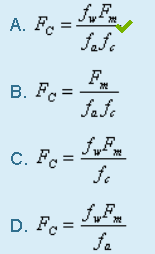 A. F_C = f_w F_m / f_a f_c
B. F_C = F_m / f_a f_c
C. F_C = f_w F_m / f_c
D. F_C = f_w F_m / f_a